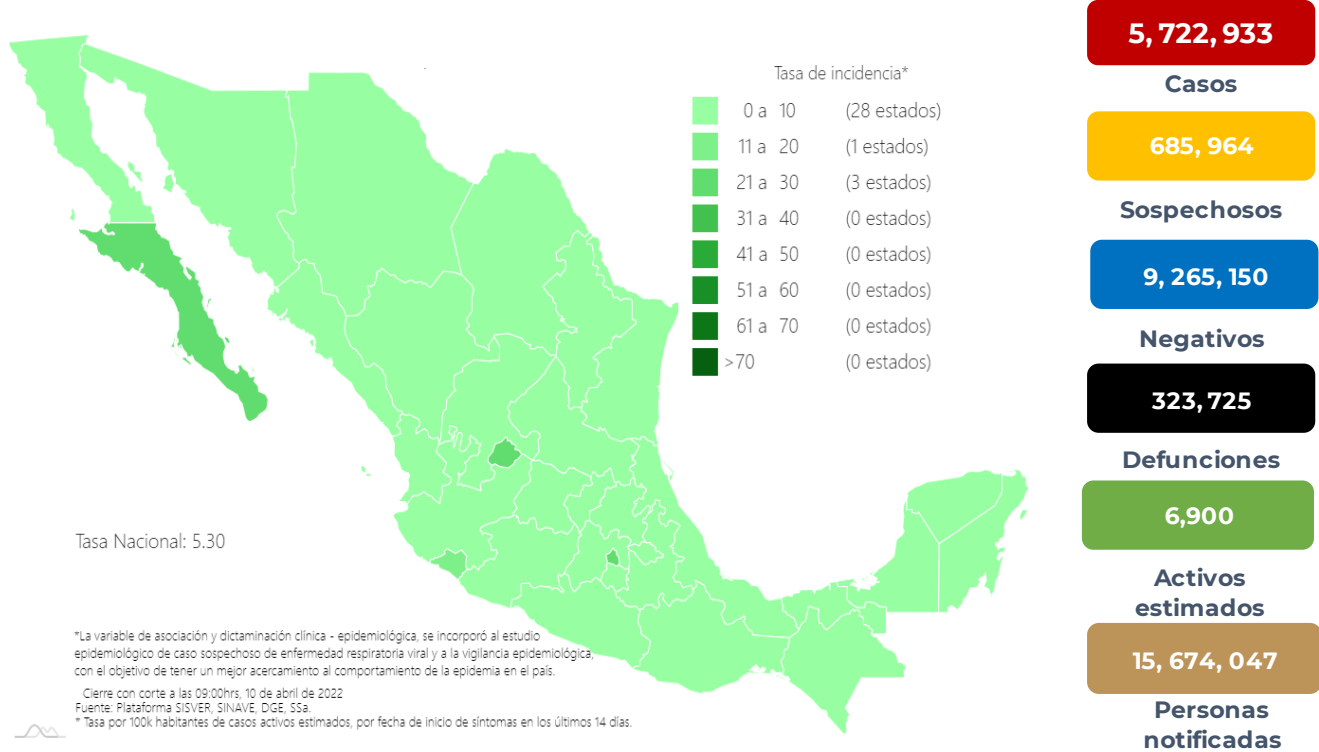 Tasa de incidencia*
0 a 10 (28 estados)
11 a 20 (1 estados)
21 a 30 (3 estados)
31 a 40 (0 estados)
41 a 50 (0 estados)
51 a 60 (0 estados)
61 a 70 (0 estados)
>70 (0 estados)
Tasa Nacional: 5.30
*La variable de asociación y dictaminación clínica - epidemiológica, se incorporó al estudio
epidemiológico de caso sospechoso de enfermedad respiratoria viral y a la vigilancia epidemiológica,
con el objetivo de tener un mejor acercamiento al comportamiento de la epidemia en el país.
Cierre con corte a las 09:00hrs, 10 de abril de 2022
Fuente: Plataforma SISVER, SINAVE, DGE, SSa.
* Tasa por 100k habitantes de casos activos estimados, por fecha de inicio de síntomas en los últimos 14 días.
5, 722, 933
Casos
685, 964
Sospechosos
9, 265, 150
Negativos
323, 725
Defunciones
6,900
Activos
estimados
15, 674, 047
Personas
notificadas